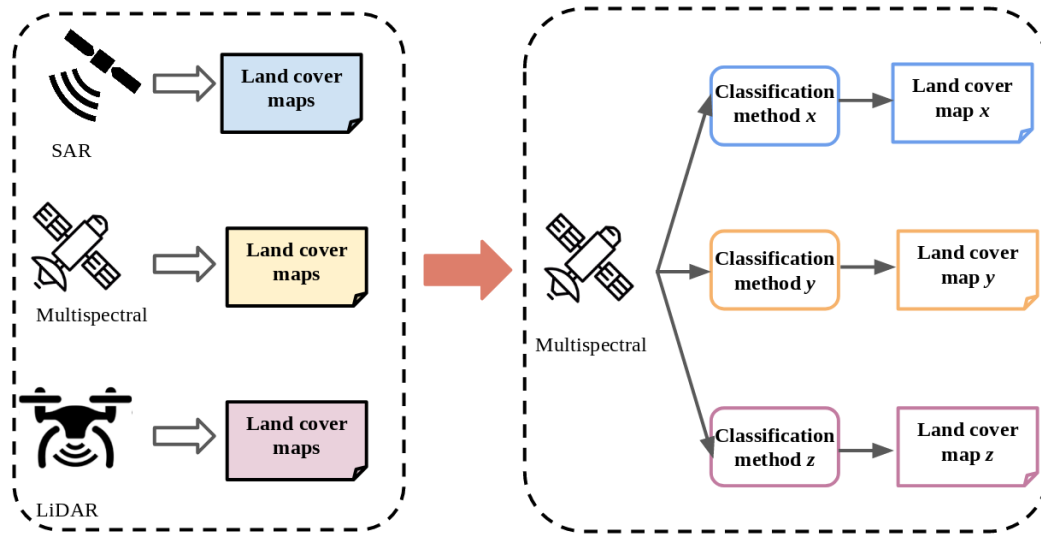 Land cover
maps
SAR
Land cover
maps
Multispectral
Land cover
maps
LiDAR
Multispectral
Classification
method x
Land cover
map x
Classification
method y
Land cover
map y
Classification
method z
Land cover
map z